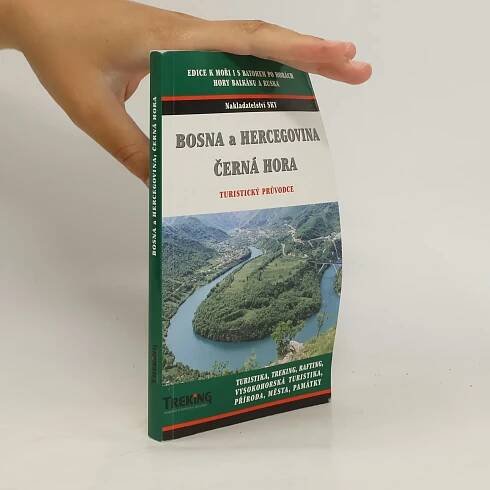 EDICE K MOŘI I S BATOHEM PO HORÁCH
HORY BALKÁNU A RUSKA
Nakladatelství SKY
BOSNA a HERCEGOVINA
ČERNÁ HORA
TURISTICKÝ PRŮVODCE
TURISTIKA, TREKING, RAFTING,
VYSOKOHORSKÁ TURISTIKA,
PŘÍRODA, MĚSTA, PAMÁTKY
TREKING
BOSNA a HERCEGOVINA, ČERNÁ HORA